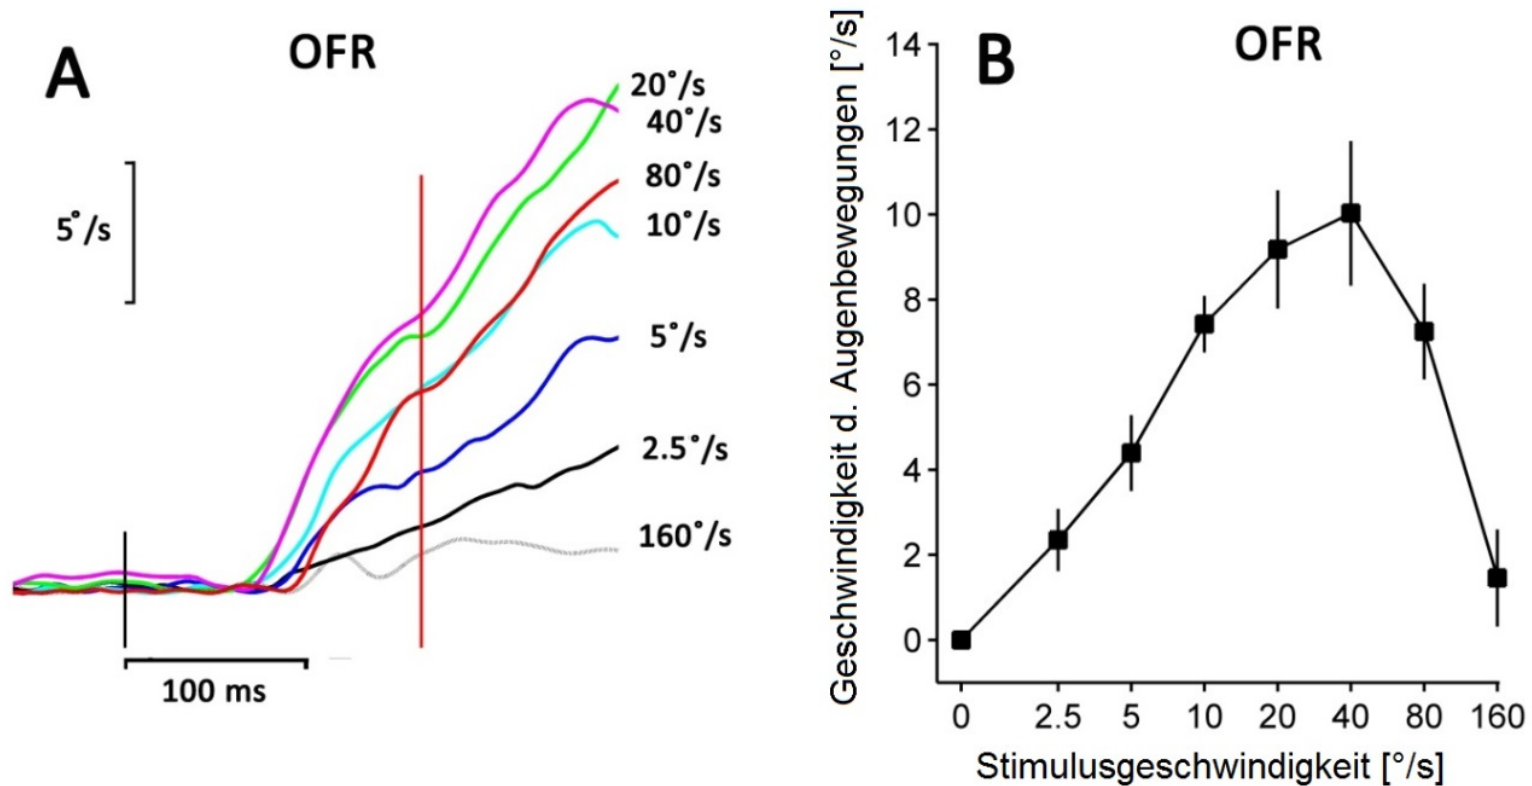 A
OFR
20°/s
40°/s
80°/s
10°/s
5°/s
5°/s
2.5°/s
160°/s
100 ms
B
OFR
Geschwindigkeit d. Augenbewegungen [°/s]
14
12
10
8
6
4
2
0
0 2.5 5 10 20 40 80 160
Stimulusgeschwindigkeit [°/s]